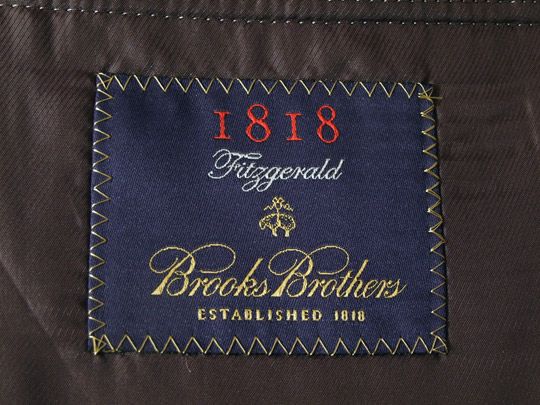 1818
Fitzgerald
Brooks Brothers
ESTABLISHED 1818